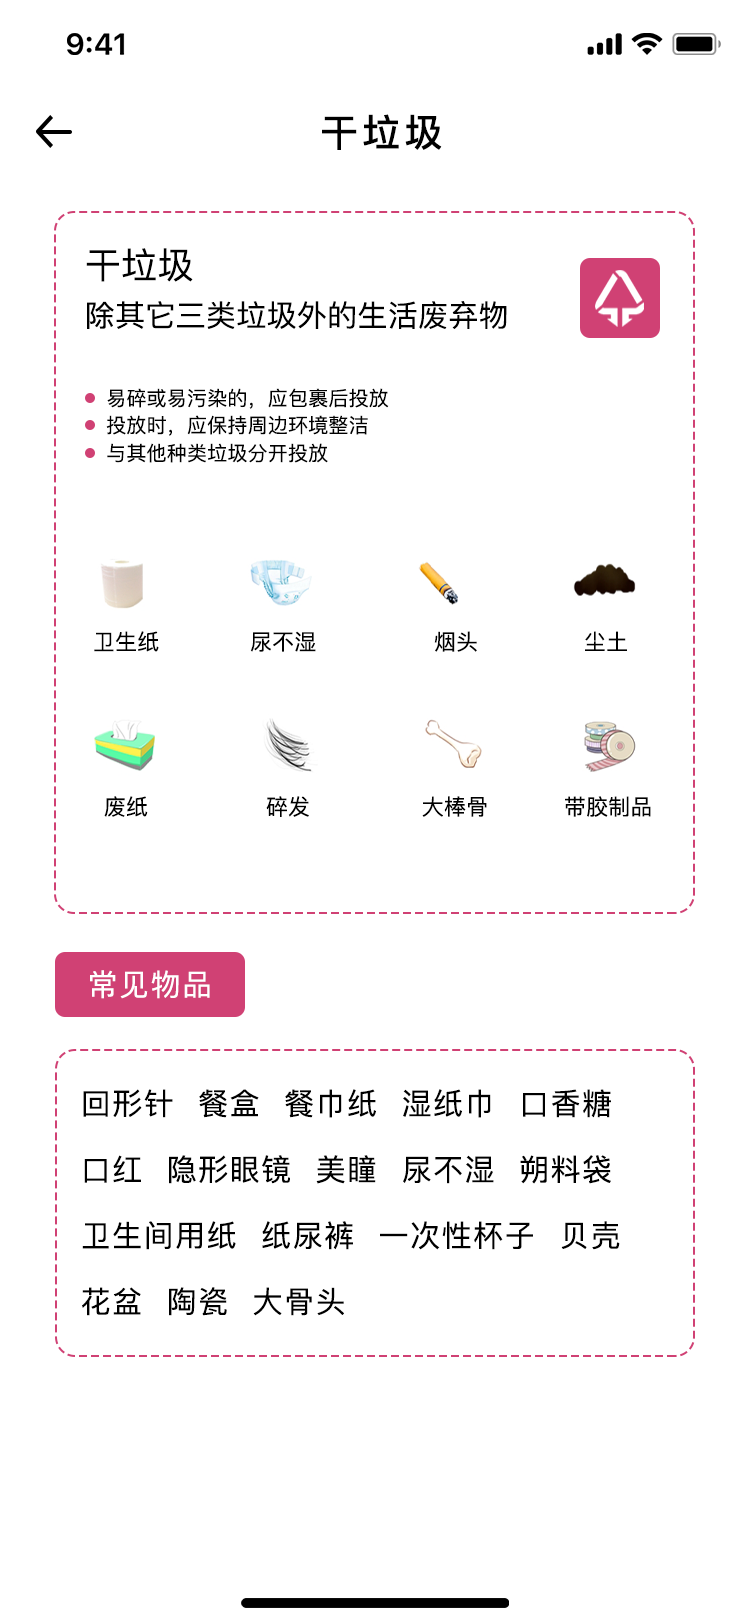 9:41
干垃圾
干垃圾
除其它三类垃圾外的生活废弃物
易碎或易污染的，应包裹后投放
投放时，应保持周边环境整洁
与其他种类垃圾分开投放
卫生纸 尿不湿 烟头 尘土
废纸 碎发 大棒骨 带胶制品
常见物品
回形针 餐盒 餐巾纸 湿纸巾 口香糖
口红 隐形眼镜 美瞳 尿不湿 朔料袋
卫生间用纸 纸尿裤 一次性杯子 贝壳
花盆 陶瓷 大骨头